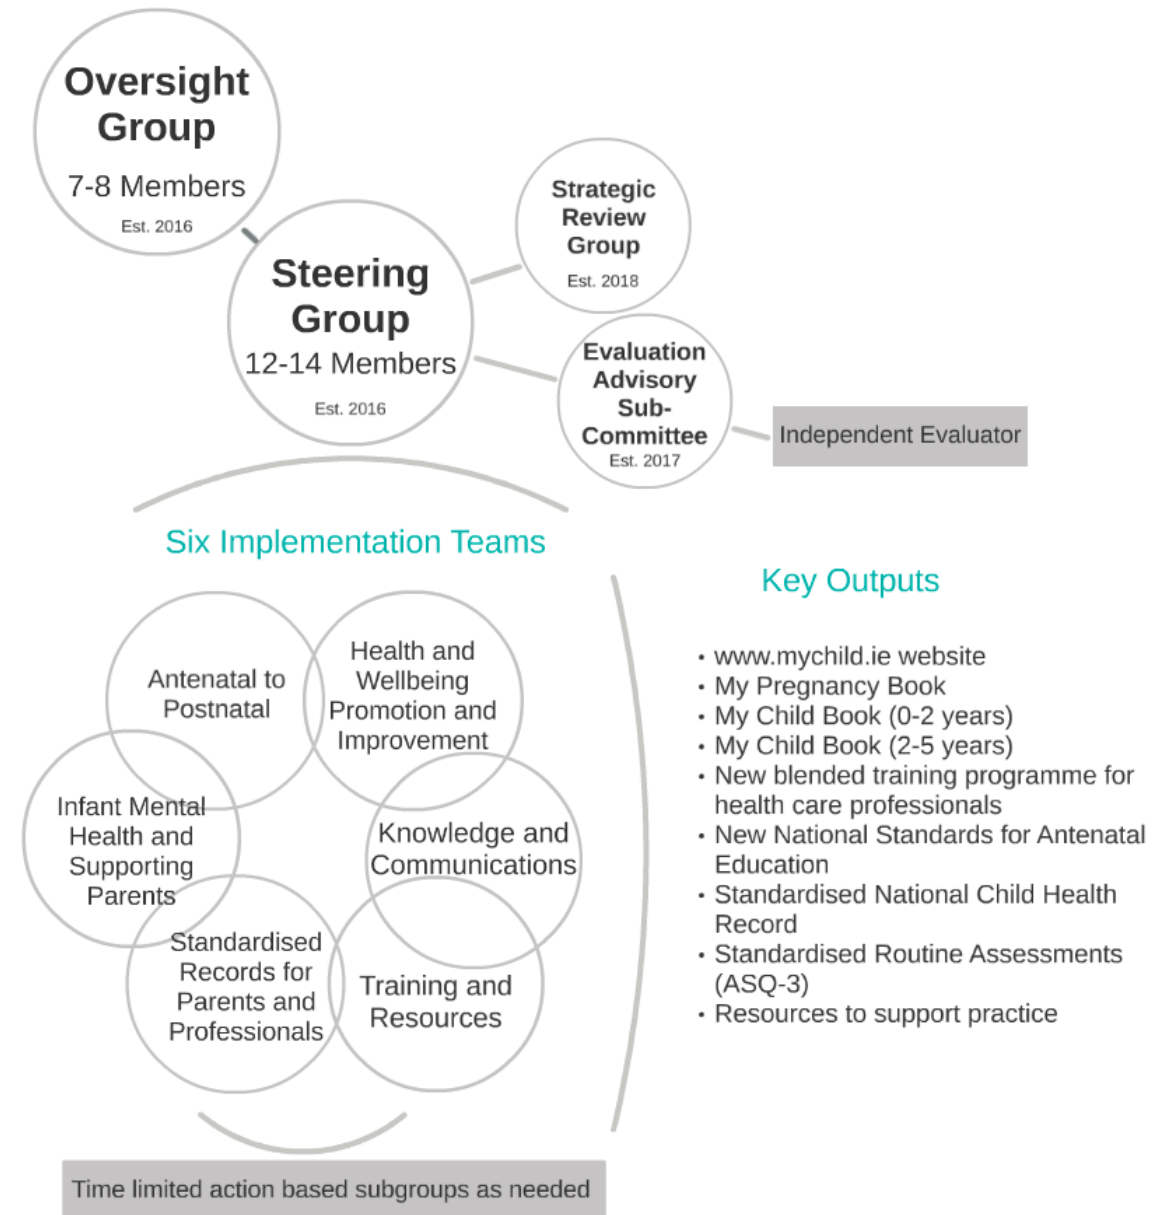 Oversight
Group
7-8 Members
Est. 2016
Steering
Group
12-14 Members
Est. 2016
Strategic
Review
Group
Est. 2018
Evaluation
Advisory
Sub-
Committee
Est. 2017
Independent Evaluator
Six Implementation Teams
Antenatal to
Postnatal
Health and
Wellbeing
Promotion and
Improvement
Infant Mental
Health and
Supporting
Parents
Knowledge and
Communications
Standardised
Records for
Parents and
Professionals
Training and
Resources
Time limited action based subgroups as needed
Key Outputs
• www.mychild.ie website
• My Pregnancy Book
• My Child Book (0-2 years)
• My Child Book (2-5 years)
• New blended training programme for
health care professionals
• New National Standards for Antenatal
Education
• Standardised National Child Health
Record
• Standardised Routine Assessments
(ASQ-3)
• Resources to support practice